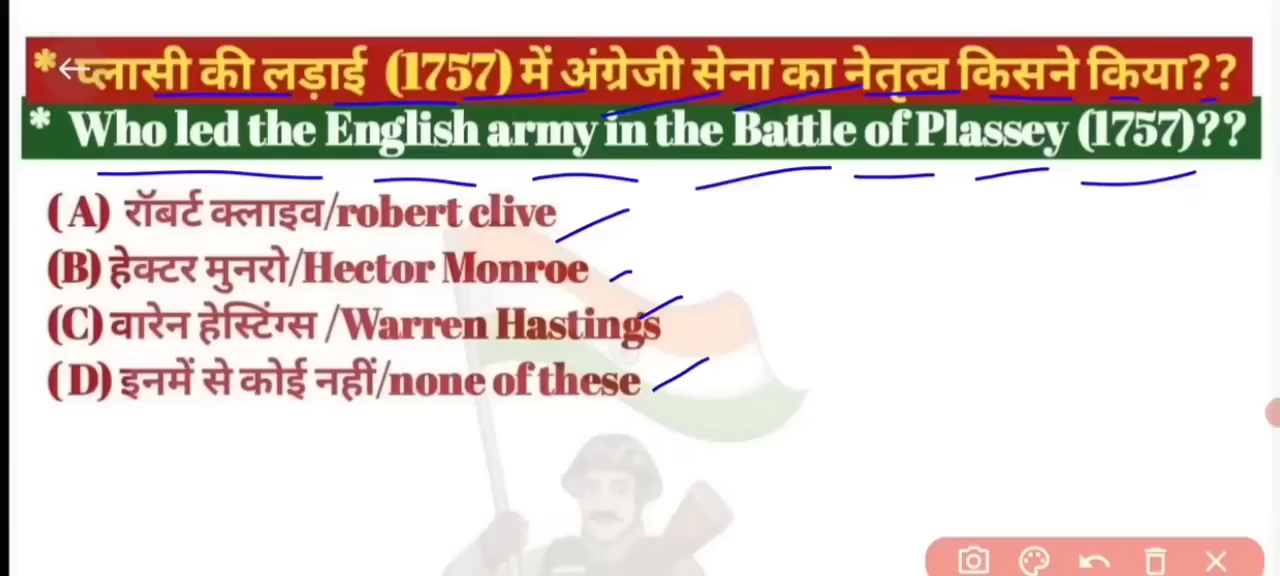 * प्लासी की लड़ाई (1757) में अंग्रेजी सेना का नेतृत्व किसने किया??
* Who led the English army in the Battle of Plassey (1757)??
(A) रॉबर्ट क्लाइव/robert clive
(B) हेक्टर मुनरो/Hector Monroe
(C) वारेन हेस्टिंग्स /Warren Hastings
(D) इनमें से कोई नहीं/none of these